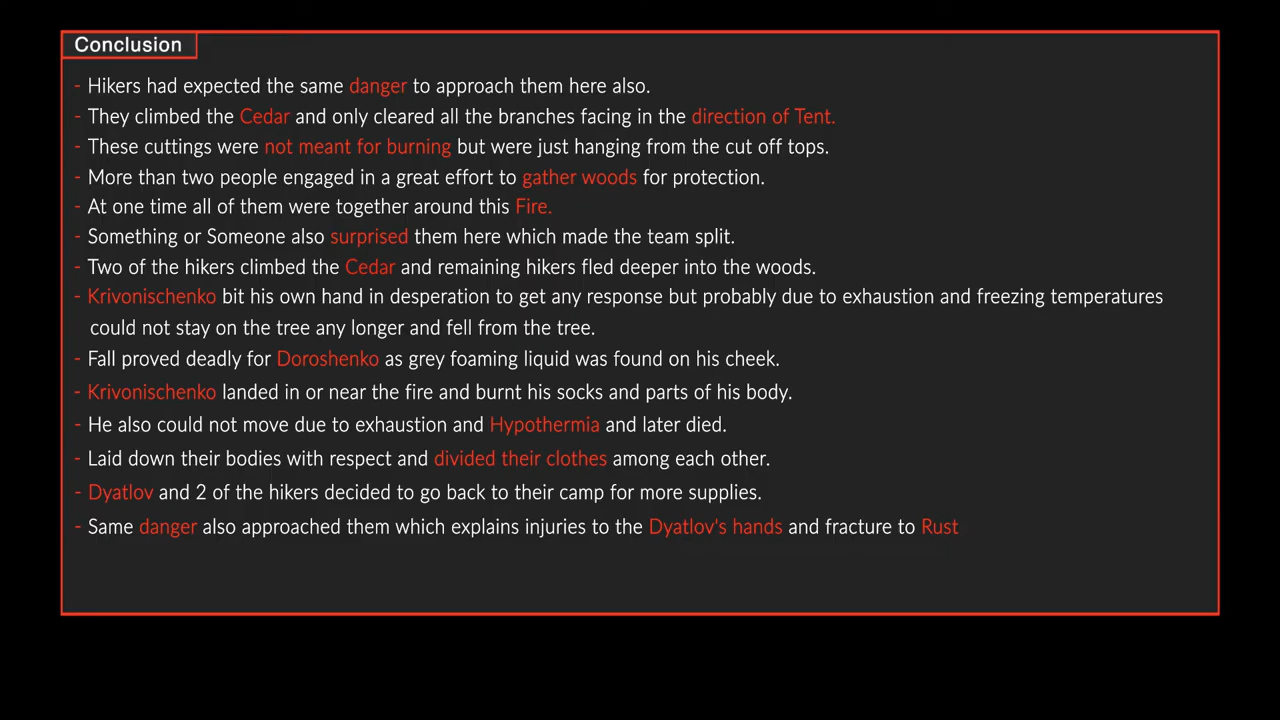 Conclusion
- Hikers had expected the same danger to approach them here also.
- They climbed the Cedar and only cleared all the branches facing in the direction of Tent.
- These cuttings were not meant for burning but were just hanging from the cut off tops.
- More than two people engaged in a great effort to gather woods for protection.
- At one time all of them were together around this Fire.
- Something or Someone also surprised them here which made the team split.
- Two of the hikers climbed the Cedar and remaining hikers fled deeper into the woods.
- Krivonischenko bit his own hand in desperation to get any response but probably due to exhaustion and freezing temperatures
could not stay on the tree any longer and fell from the tree.
- Fall proved deadly for Doroshenko as grey foaming liquid was found on his cheek.
- Krivonischenko landed in or near the fire and burnt his socks and parts of his body.
- He also could not move due to exhaustion and Hypothermia and later died.
- Laid down their bodies with respect and divided their clothes among each other.
- Dyatlov and 2 of the hikers decided to go back to their camp for more supplies.
- Same danger also approached them which explains injuries to the Dyatlov's hands and fracture to Rust